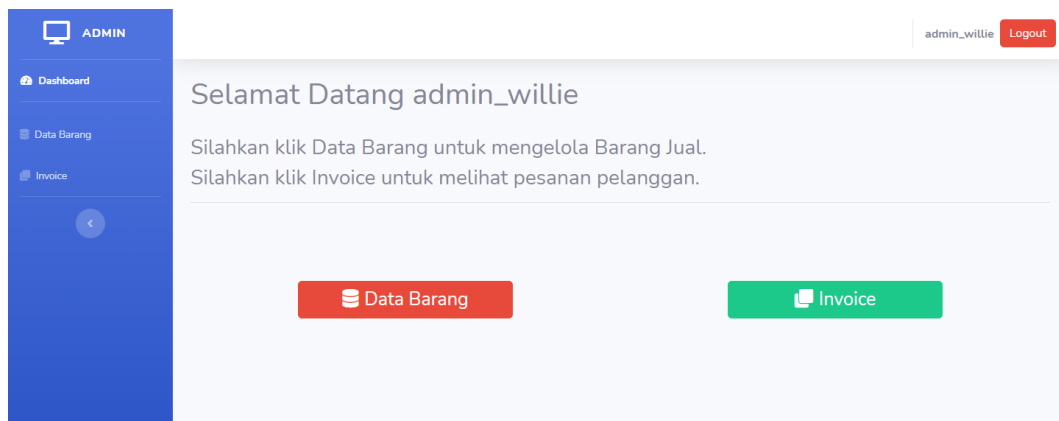 ADMIN
admin_willie Logout
Dashboard
Selamat Datang admin_willie
Data Barang
Silahkan klik Data Barang untuk mengelola Barang Jual.
Invoice
Silahkan klik Invoice untuk melihat pesanan pelanggan.
Data Barang
Invoice